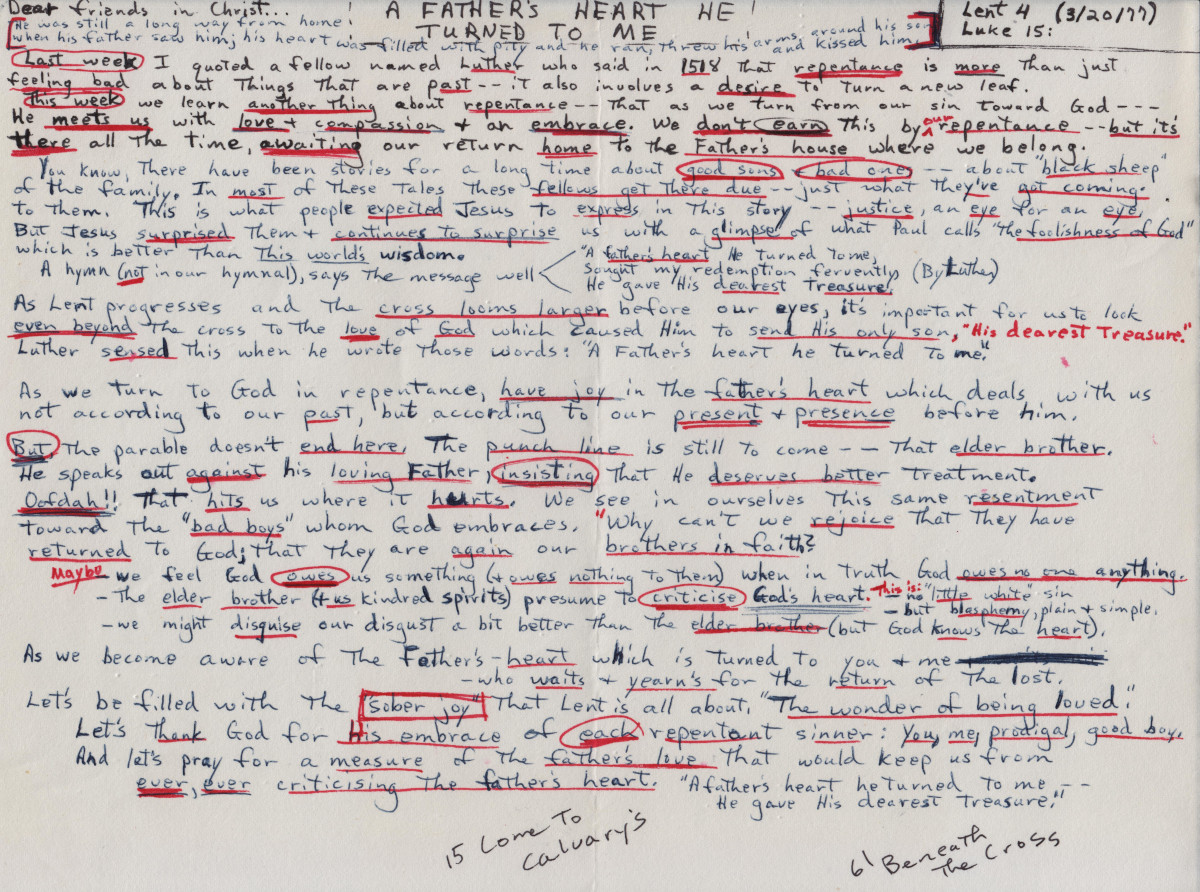 Dear friends in Christ... A FATHER'S HEART HE! Lent 4 (3/20/77)
TURNED TO ME Luke 15:
He was still a long way from home!
when his father saw him; his heart was filled with pity and he ran, threw his arms around his son and kissed him.
Last week I quoted a fellow named Luther who said in 1518 that repentance is more than just
feeling bad about things that are past -- it also involves a desire to turn a new leaf.
This week we learn another thing about repentance -- that as we turn from our sin toward God ---
He meets us with love + compassion + an embrace. We don't earn this by our repentance -- but it's
there all the time, awaiting our return home to the Father's house where we belong.
You know, there have been stories for a long time about good sons + bad one -- about "black sheep"
of the family. In most of these tales these fellows get there due -- just what they've got coming.
to them. This is what people expected Jesus to express in this story -- justice, an eye for an eye.
But Jesus surprised them + continues to surprise us with a glimpse of what Paul calls "the foolishness of God"
which is better than this world's wisdom.
A hymn (not in our hymnal), says the message well
"A father's heart He turned to me,
Sought my redemption fervently (By Luther)
He gave His dearest treasure.
As Lent progresses and the cross looms larger before our eyes, it's important for us to look
even beyond the cross to the love of God which caused Him to send His only son, "His dearest treasure."
Luther sensed this when he wrote those words: "A Father's heart he turned to me."
As we turn to God in repentance, have joy in the father's heart which deals with us
not according to our past, but according to our present + presence before him.
But, the parable doesn't end here. The punch line is still to come -- that elder brother.
He speaks out against his loving Father, insisting that He deserves better treatment.
Oofdah!! That hits us where it hearts. We see in ourselves this same resentment
toward the "bad boys" whom God embraces. "Why can't we rejoice that they have
returned to God; that they are again our brothers in faith?
Maybe - we feel God owes us something (+ owes nothing to them) when in truth God owes no one anything.
- The elder brother (+ us kindred spirits) presume to criticise God's heart. This is: no "little white" sin
- but blasphemy, plain + simple.
- we might disguise our disgust a bit better than the elder brother (but God knows the heart).
As we become aware of the Father's - heart which is turned to you + me
- who waits + yearn's for the return of the lost.
Let's be filled with the "sober joy" that Lent is all about. "The wonder of being loved".
Let's thank God for his embrace of each repentant sinner: you, me, prodigal, good boy.
And let's pray for a measure of the father's love that would keep us from
ever, ever criticising the father's heart. "A father's heart he turned to me --
He gave His dearest treasure."
15 Come To
Calvary's
61 Beneath
the Cross